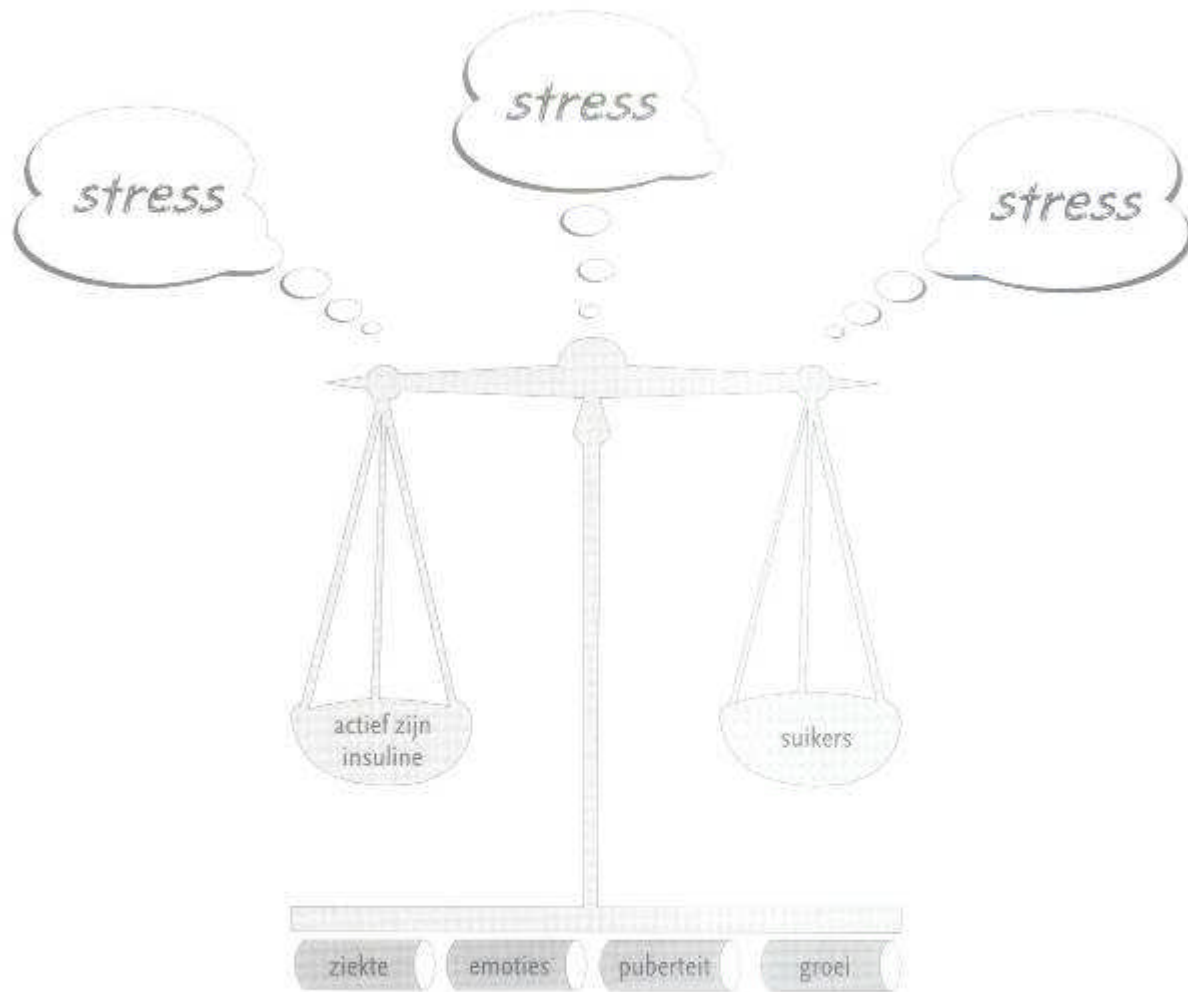 stress
stress
stress
actief zijn
insuline
suikers
ziekte
emoties
puberteit
groei